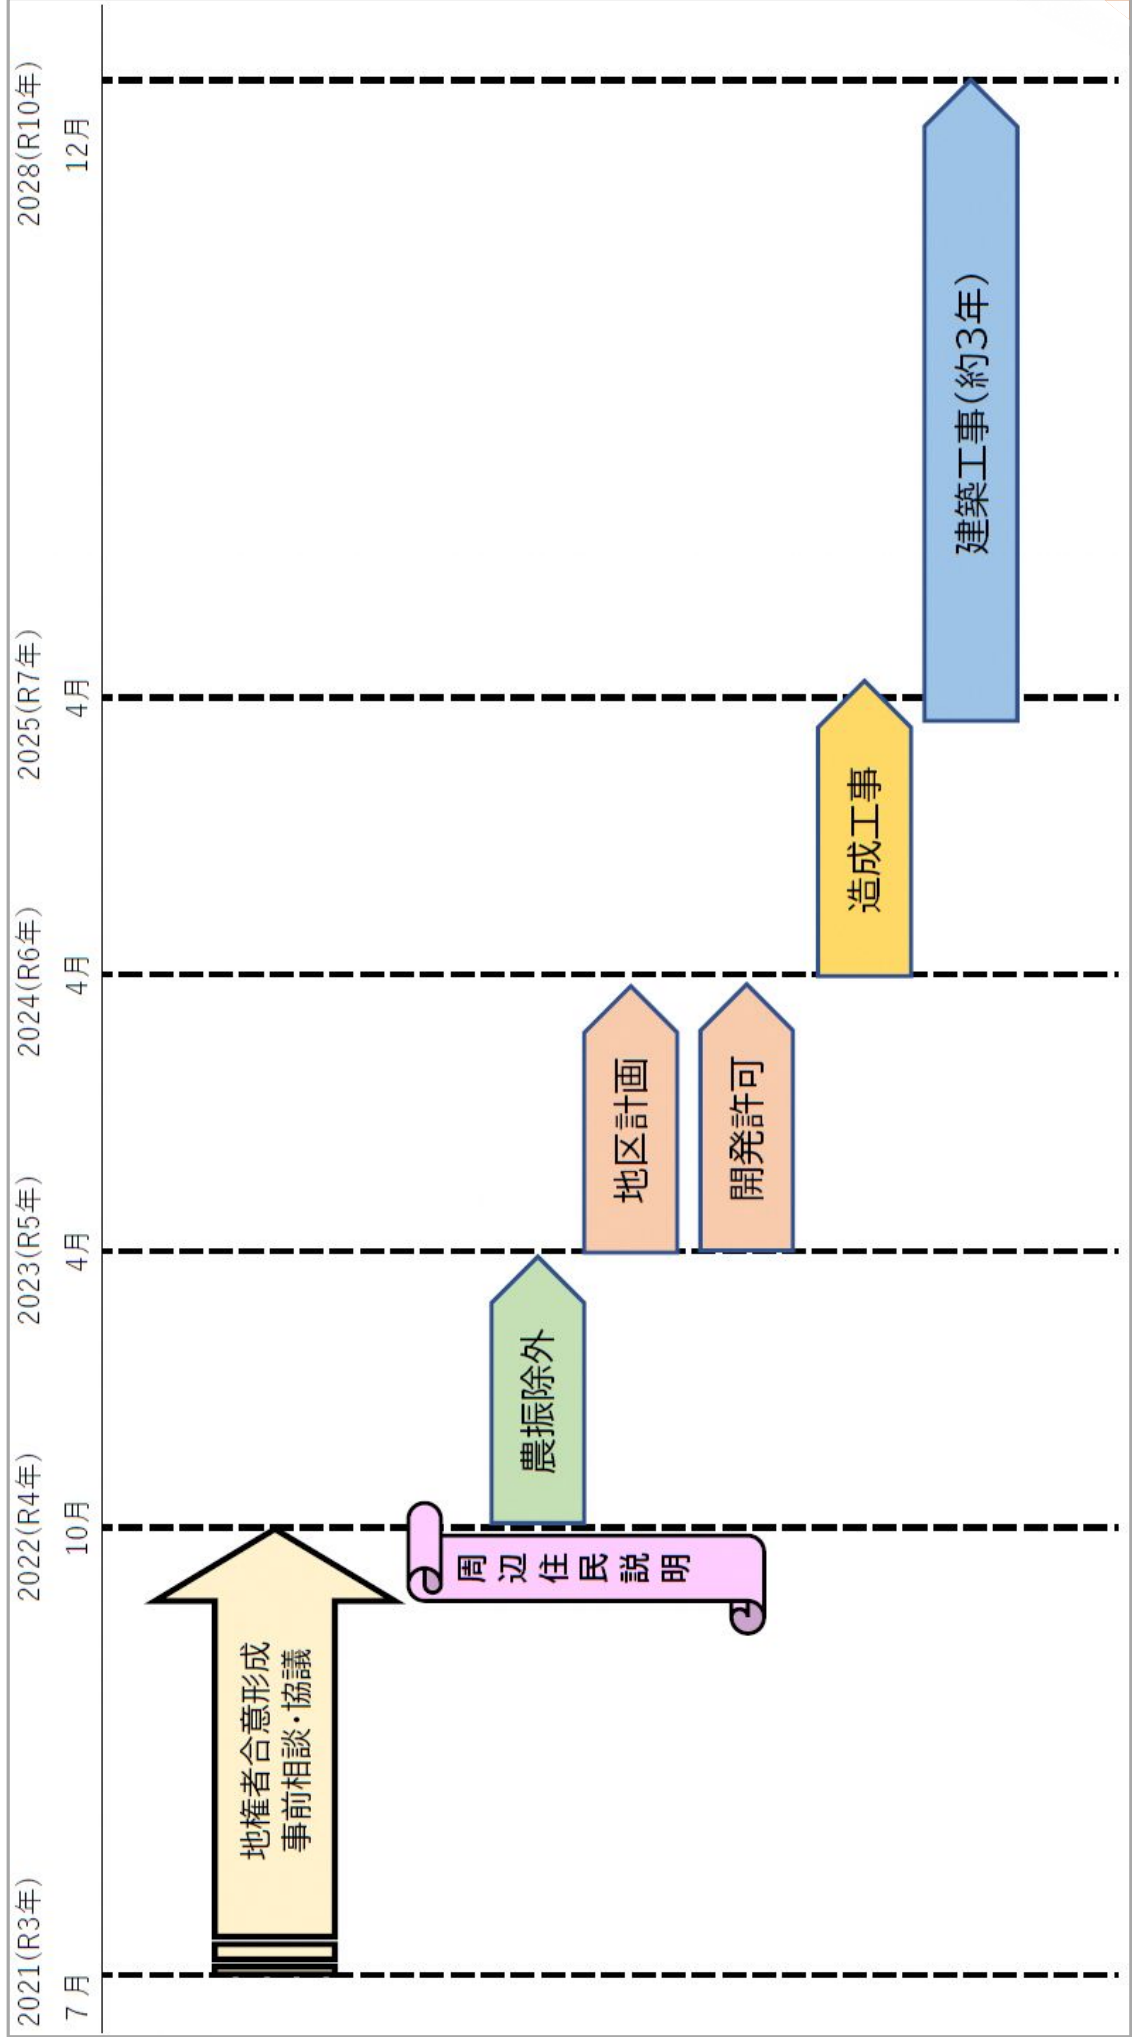 2021(R3年)
7月
2022(R4年)
10月
2023(R5年)
4月
2024(R6年)
4月
2025(R7年)
4月
2028(R10年)
12月
地権者合意形成
事前相談・協議
周辺住民説明
農振除外
地区計画
開発許可
造成工事
建築工事(約3年)